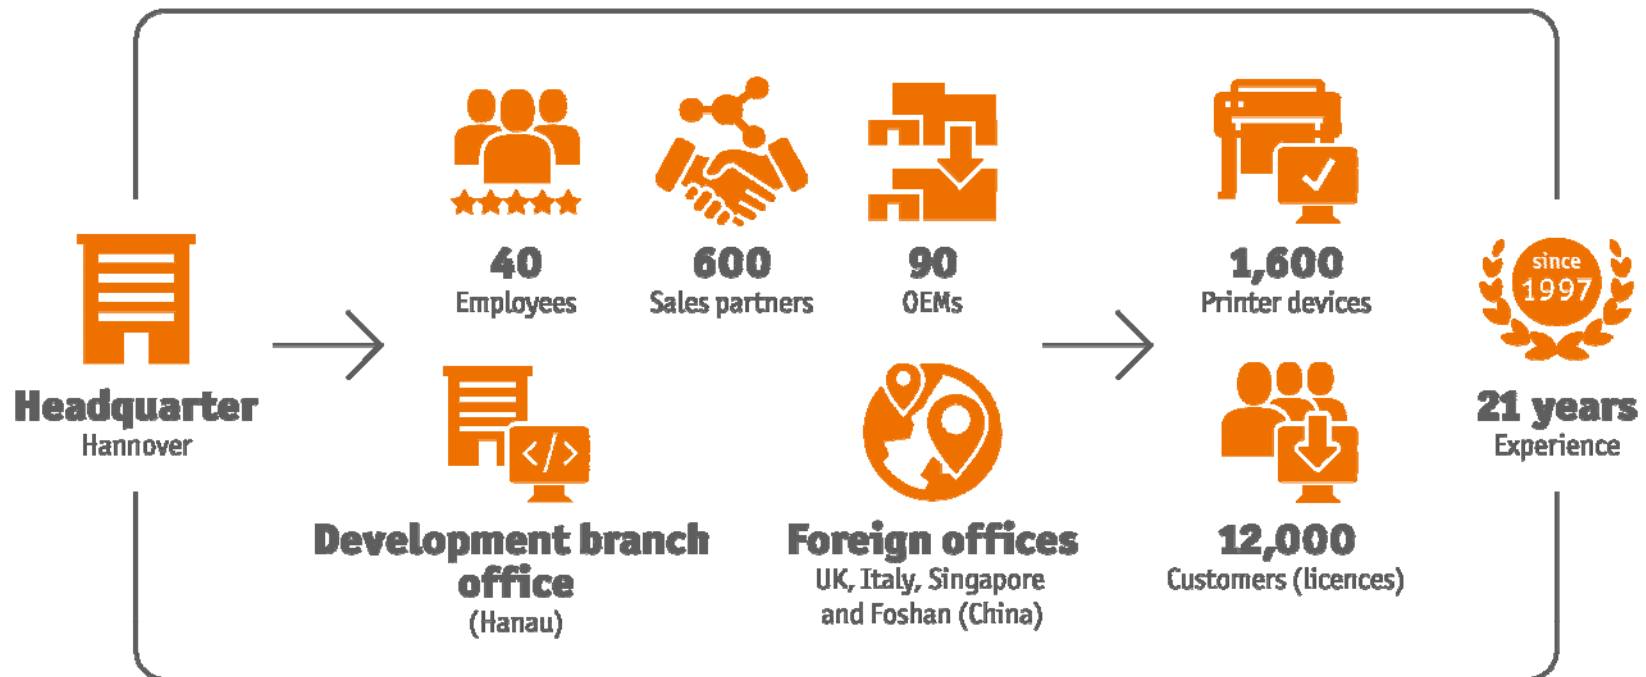 Headquarter
Hannover
40
Employees
600
Sales partners
90
OEMs
Development branch
office
(Hanau)
</>
Foreign offices
UK, Italy, Singapore
and Foshan (China)
1,600
Printer devices
12,000
Customers (licences)
since
1997
21 years
Experience